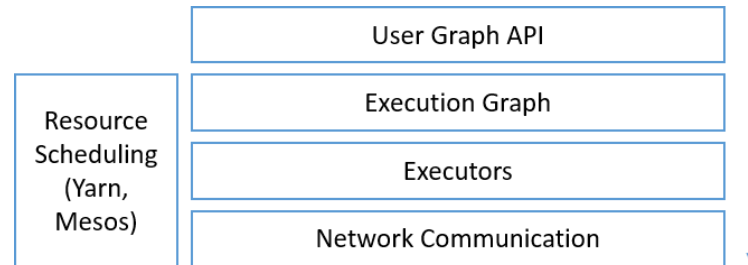 User Graph API
Execution Graph
Resource
Scheduling
(Yarn,
Mesos)
Executors
Network Communication